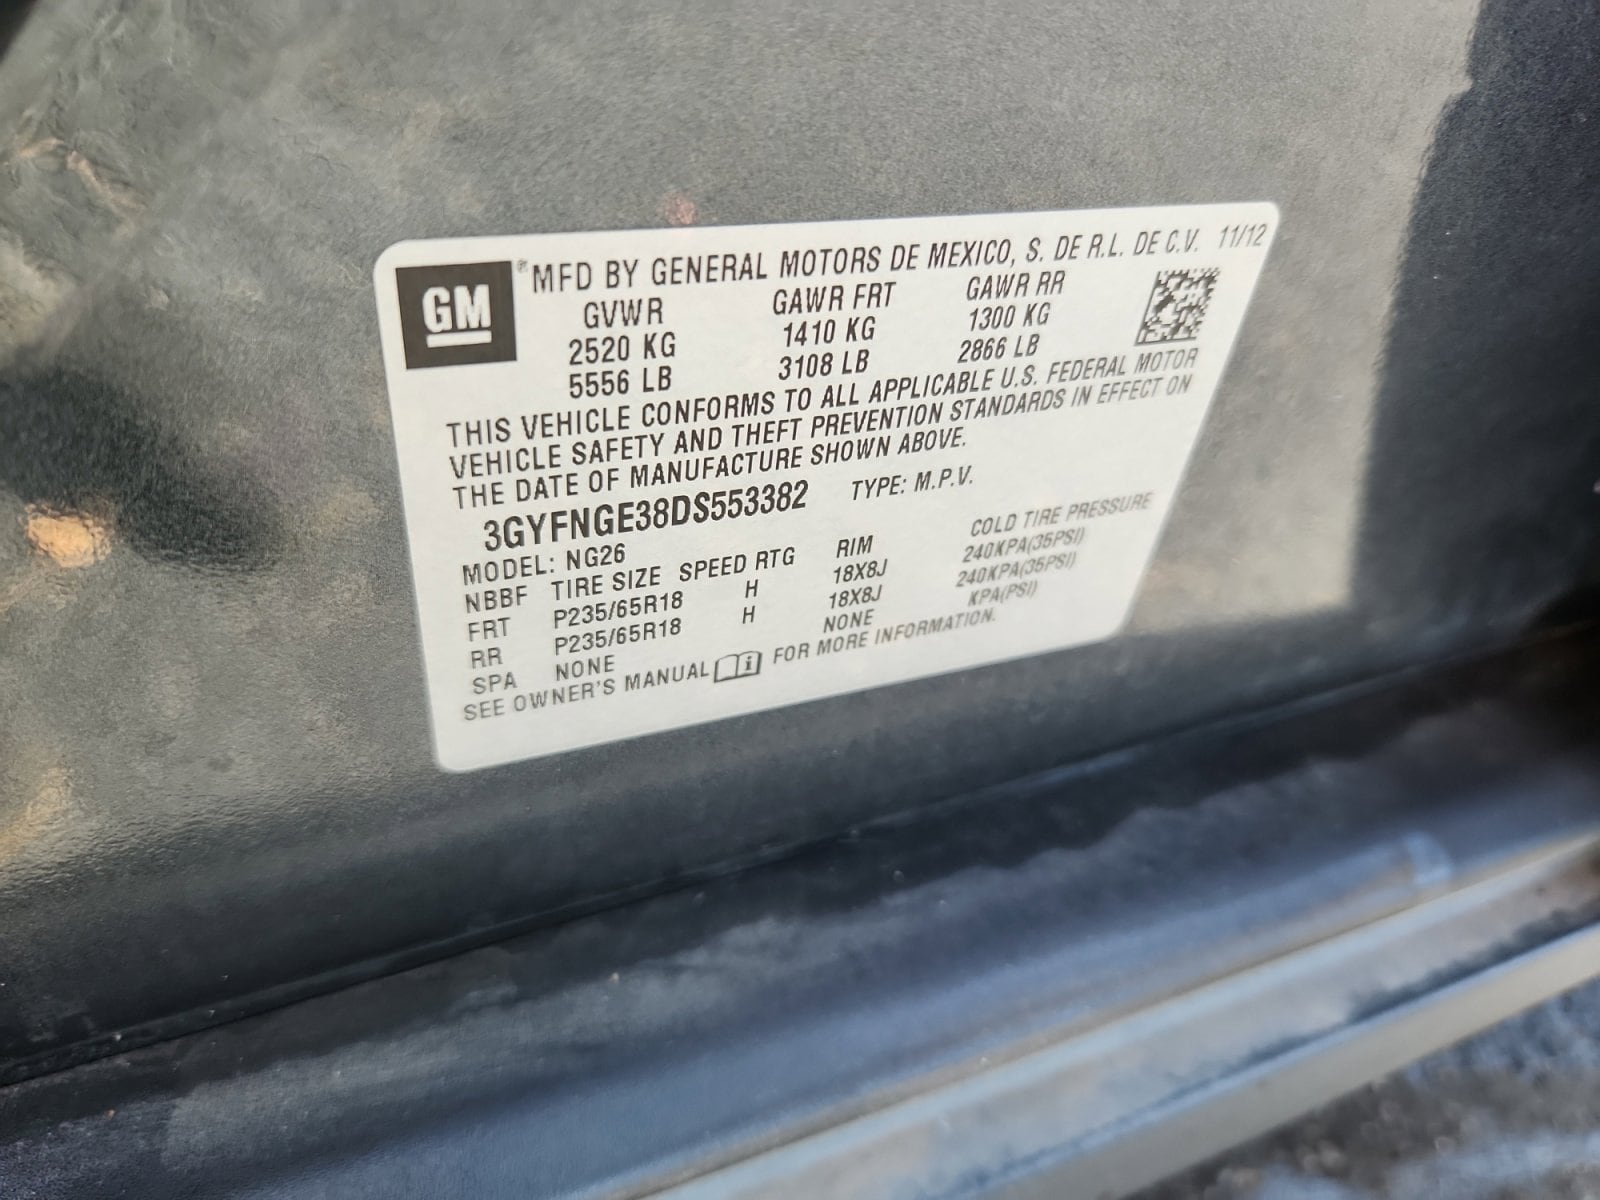 GM ® MFD BY GENERAL MOTORS DE MEXICO, S. DE R.L. DE C.V. 11/12
GVWR GAWR FRT GAWR RR
2520 KG 1410 KG 1300 KG
5556 LB 3108 LB 2866 LB
THIS VEHICLE CONFORMS TO ALL APPLICABLE U.S. FEDERAL MOTOR
VEHICLE SAFETY AND THEFT PREVENTION STANDARDS IN EFFECT ON
THE DATE OF MANUFACTURE SHOWN ABOVE.
3GYFNGE38DS553382 TYPE: M.P.V.
MODEL: NG26
NBBF TIRE SIZE SPEED RTG RIM COLD TIRE PRESSURE
FRT P235/65R18 H 18X8J 240KPA(35PSI)
RR P235/65R18 H 18X8J 240KPA(35PSI)
SPA NONE NONE KPA(PSI)
SEE OWNER'S MANUAL i FOR MORE INFORMATION.